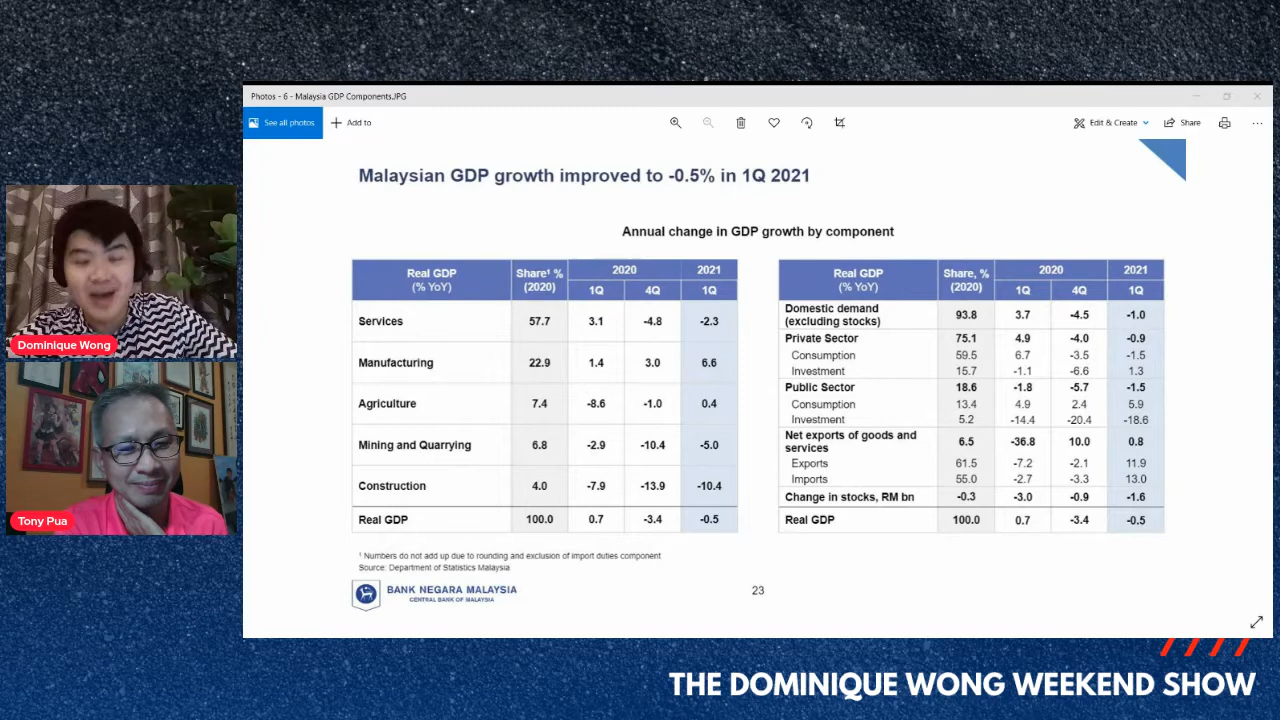 Photos - 6 - Malaysia GDP Components.JPG
See all photos
Add to
Edit & Create
Share
Malaysian GDP growth improved to -0.5% in 1Q 2021
Annual change in GDP growth by component
Real GDP (% YoY) Share¹ % (2020) 2020 2021
1Q 4Q 1Q
Services 57.7 3.1 -4.8 -2.3
Manufacturing 22.9 1.4 3.0 6.6
Agriculture 7.4 -8.6 -1.0 0.4
Mining and Quarrying 6.8 -2.9 -10.4 -5.0
Construction 4.0 -7.9 -13.9 -10.4
Real GDP 100.0 0.7 -3.4 -0.5
Real GDP (% YoY) Share, % (2020) 2020 2021
1Q 4Q 1Q
Domestic demand (excluding stocks) 93.8 3.7 -4.5 -1.0
Private Sector 75.1 4.9 -4.0 -0.9
Consumption 59.5 6.7 -3.5 -1.5
Investment 15.7 -1.1 -6.6 1.3
Public Sector 18.6 -1.8 -5.7 -1.5
Consumption 13.4 4.9 2.4 5.9
Investment 5.2 -14.4 -20.4 -18.6
Net exports of goods and services 6.5 -36.8 10.0 0.8
Exports 61.5 -7.2 -2.1 11.9
Imports 55.0 -2.7 -3.3 13.0
Change in stocks, RM bn -0.3 -3.0 -0.9 -1.6
Real GDP 100.0 0.7 -3.4 -0.5
¹ Numbers do not add up due to rounding and exclusion of import duties component
Source: Department of Statistics Malaysia
BANK NEGARA MALAYSIA
CENTRAL BANK OF MALAYSIA
23
Dominique Wong
Tony Pua
THE DOMINIQUE WONG WEEKEND SHOW